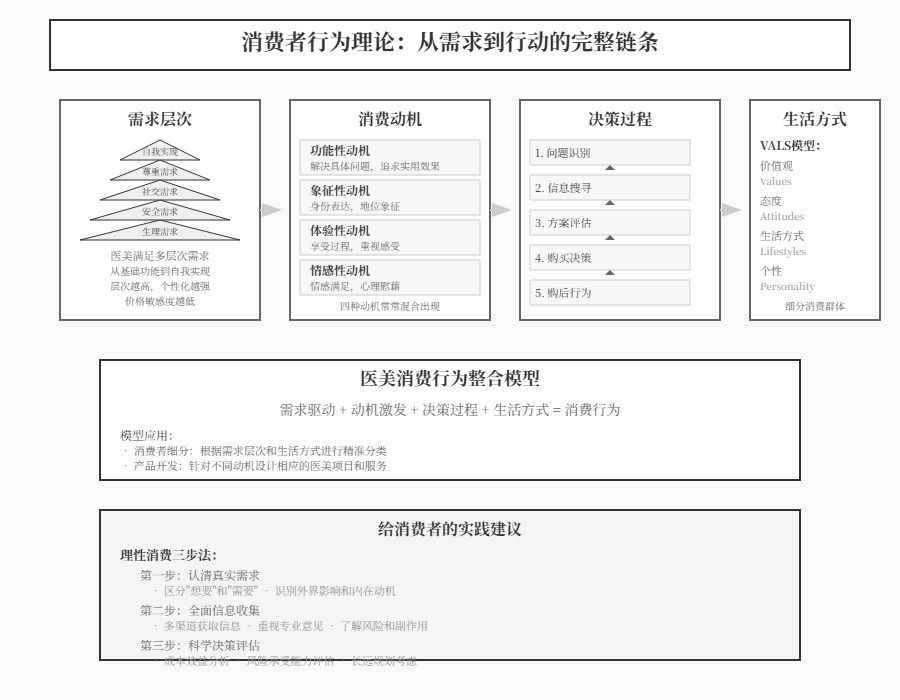 消费者行为理论：从需求到行动的完整链条
需求层次
自我实现
尊重需求
社交需求
安全需求
生理需求
医美满足多层次需求
从基础功能到自我实现
层次越高，个性化越强
价格敏感度越低
消费动机
功能性动机
解决具体问题，追求实用效果
象征性动机
身份表达，地位象征
体验性动机
享受过程，重视感受
情感性动机
情感满足，心理慰藉
四种动机常常混合出现
决策过程
1. 问题识别
2. 信息搜寻
3. 方案评估
4. 购买决策
5. 购后行为
生活方式
VALS模型：
价值观
Values
态度
Attitudes
生活方式
Lifestyles
个性
Personality
细分消费群体
医美消费行为整合模型
需求驱动 + 动机激发 + 决策过程 + 生活方式 = 消费行为
模型应用：
· 消费者细分：根据需求层次和生活方式进行精准分类
· 产品开发：针对不同动机设计相应的医美项目和服务
给消费者的实践建议
理性消费三步法：
第一步：认清真实需求
· 区分"想要"和"需要" · 识别外界影响和内在动机
第二步：全面信息收集
· 多渠道获取信息 · 重视专业意见 · 了解风险和副作用
第三步：科学决策评估
· 成本效益分析 · 风险承受能力评估 · 长远规划考虑